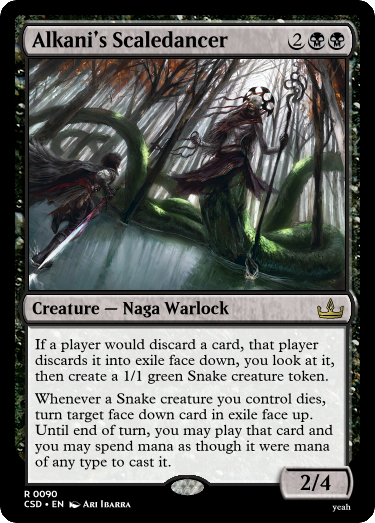 Alkani's Scaledancer 2
Creature — Naga Warlock
If a player would discard a card, that player
discards it into exile face down, you look at it,
then create a 1/1 green Snake creature token.
Whenever a Snake creature you control dies,
turn target face down card in exile face up.
Until end of turn, you may play that card and
you may spend mana as though it were mana
of any type to cast it.
2/4
R 0090
CSD • EN Ari Ibarra
yeah